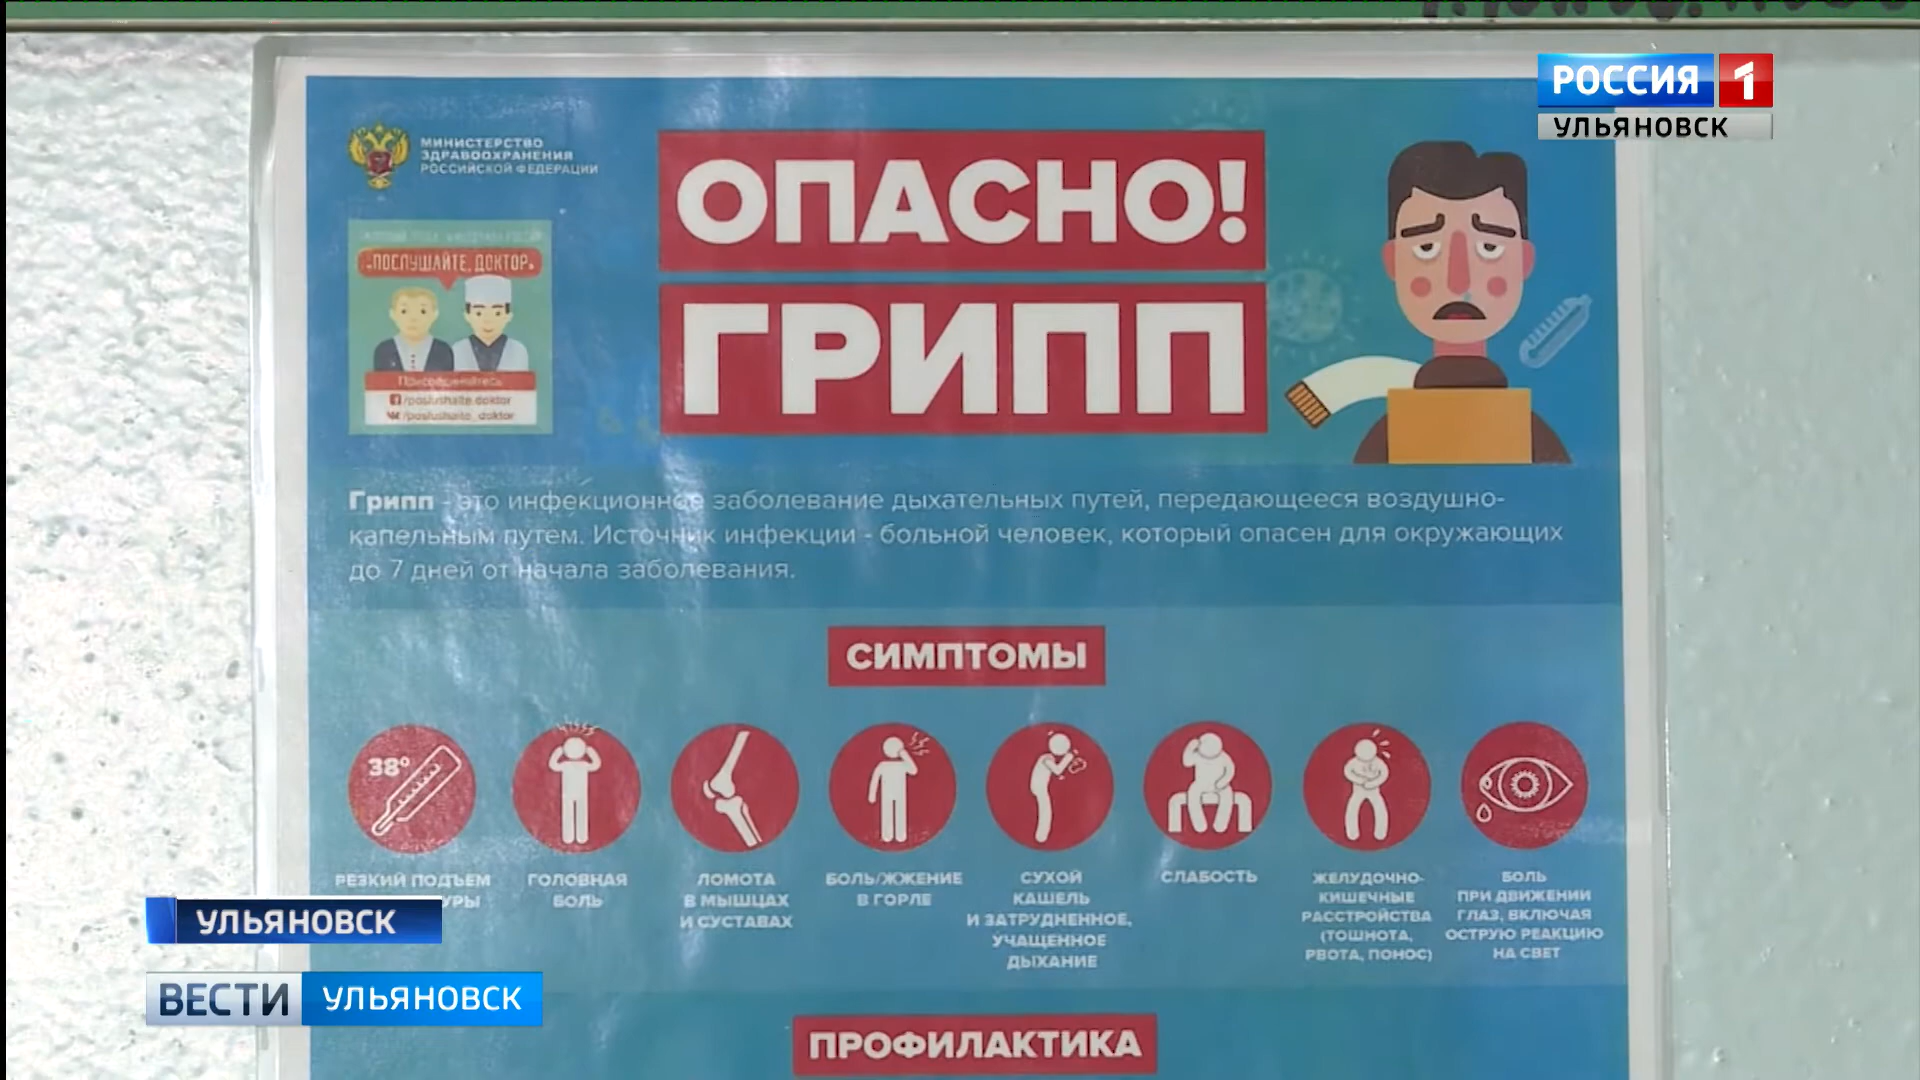 РОССИЯ 1
УЛЬЯНОВСК
МИНИСТЕРСТВО
ЗДРАВООХРАНЕНИЯ
РОССИЙСКОЙ ФЕДЕРАЦИИ
ОПАСНО!
ГРИПП
«ПОСЛУШАЙТЕ, ДОКТОР»
Присоединяйтесь
/poslushaite.doktor
/poslushaite_doktor
Грипп - это инфекционное заболевание дыхательных путей, передающееся воздушно-
капельным путем. Источник инфекции - больной человек, который опасен для окружающих
до 7 дней от начала заболевания.
СИМПТОМЫ
38°
РЕЗКИЙ ПОДЪЕМ
УРЫ
ГОЛОВНАЯ
БОЛЬ
ЛОМОТА
В МЫШЦАХ
И СУСТАВАХ
БОЛЬ/ЖЖЕНИЕ
В ГОРЛЕ
СУХОЙ
КАШЕЛЬ
И ЗАТРУДНЕННОЕ,
УЧАЩЕННОЕ
ДЫХАНИЕ
СЛАБОСТЬ
ЖЕЛУДОЧНО-
КИШЕЧНЫЕ
РАССТРОЙСТВА
(ТОШНОТА,
РВОТА, ПОНОС)
БОЛЬ
ПРИ ДВИЖЕНИИ
ГЛАЗ, ВКЛЮЧАЯ
ОСТРУЮ РЕАКЦИЮ
НА СВЕТ
УЛЬЯНОВСК
ВЕСТИ УЛЬЯНОВСК
ПРОФИЛАКТИКА